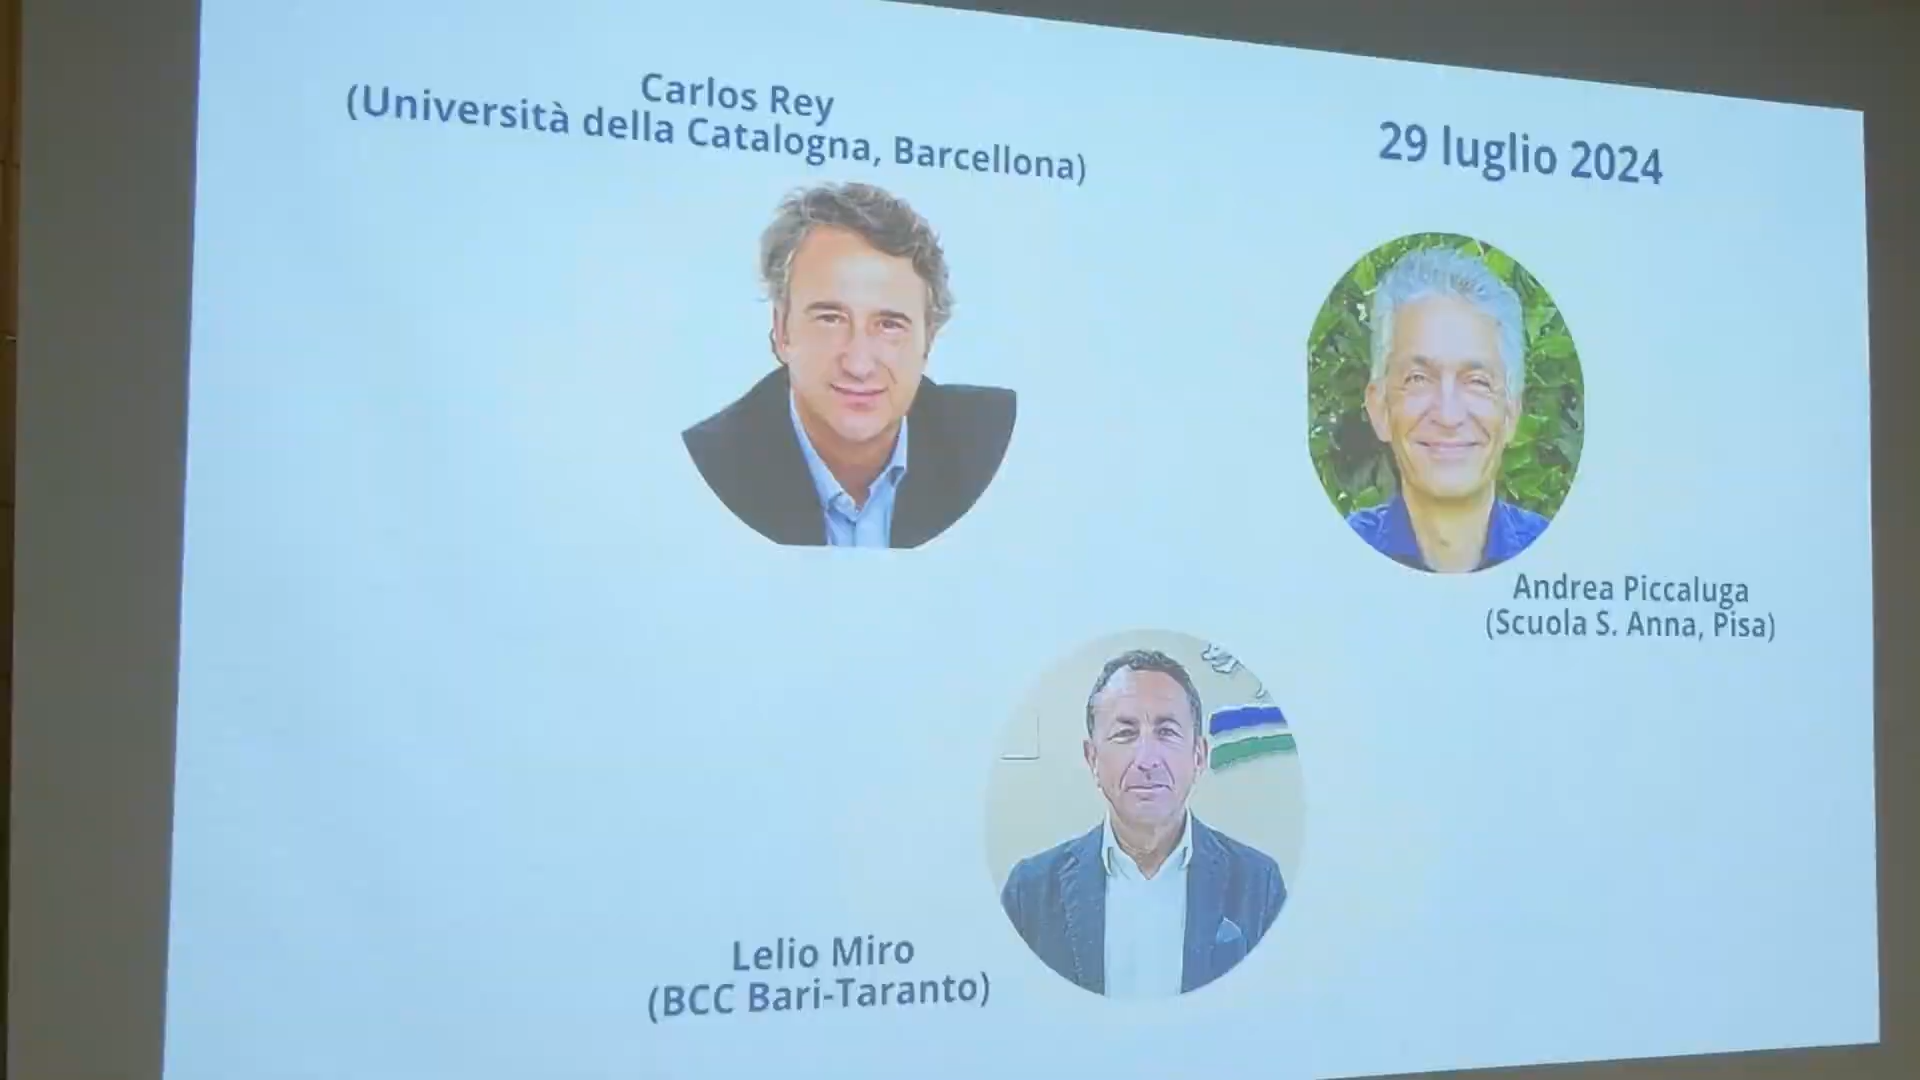 Carlos Rey
(Università della Catalogna, Barcellona)
29 luglio 2024
Andrea Piccaluga
(Scuola S. Anna, Pisa)
Lelio Miro
(BCC Bari-Taranto)